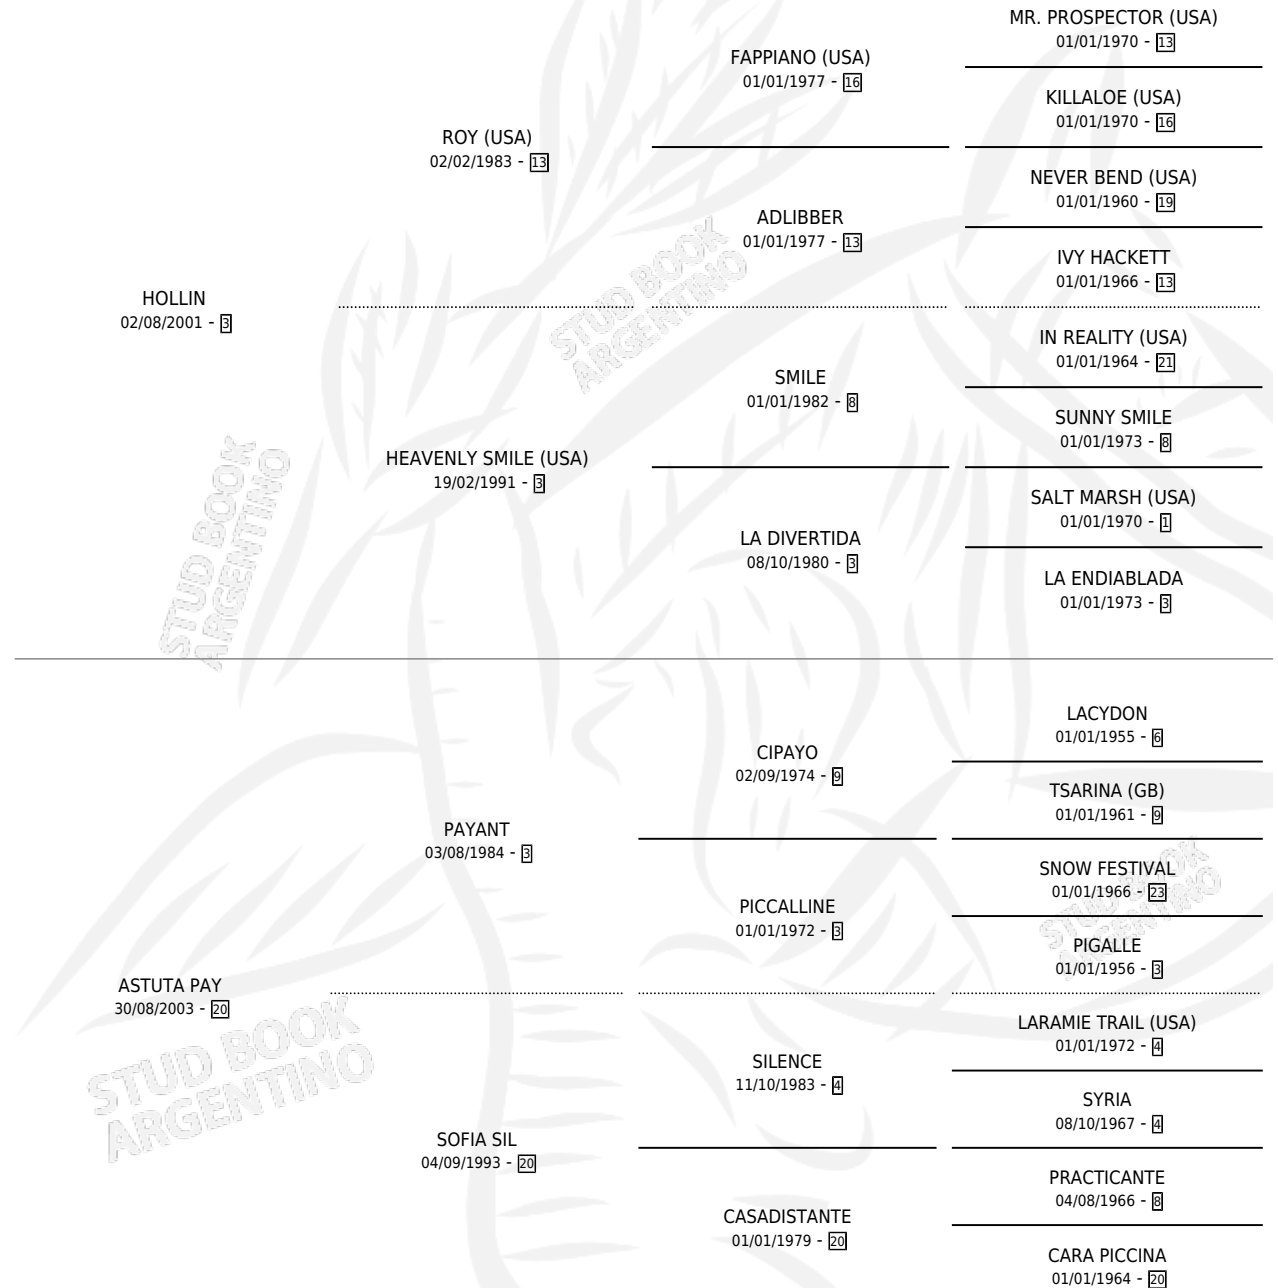 MR. PROSPECTOR (USA)
01/01/1970 - 13
FAPPIANO (USA)
01/01/1977 - 16
KILLALOE (USA)
01/01/1970 - 16
ROY (USA)
02/02/1983 - 13
NEVER BEND (USA)
01/01/1960 - 19
ADLIBBER
01/01/1977 - 13
IVY HACKETT
01/01/1966 - 13
HOLLIN
02/08/2001 - 3
IN REALITY (USA)
01/01/1964 - 21
SMILE
01/01/1982 - 8
SUNNY SMILE
01/01/1973 - 8
HEAVENLY SMILE (USA)
19/02/1991 - 3
SALT MARSH (USA)
01/01/1970 - 1
LA DIVERTIDA
08/10/1980 - 3
LA ENDIABLADA
01/01/1973 - 3
LACYDON
01/01/1955 - 6
CIPAYO
02/09/1974 - 9
TSARINA (GB)
01/01/1961 - 9
PAYANT
03/08/1984 - 3
SNOW FESTIVAL
01/01/1966 - 23
PICCALLINE
01/01/1972 - 3
PIGALLE
01/01/1956 - 3
ASTUTA PAY
30/08/2003 - 20
LARAMIE TRAIL (USA)
01/01/1972 - 4
SILENCE
11/10/1983 - 4
SYRIA
08/10/1967 - 4
SOFIA SIL
04/09/1993 - 20
PRACTICANTE
04/08/1966 - 8
CASADISTANTE
01/01/1979 - 20
CARA PICCINA
01/01/1964 - 20
STUD BOOK
ARGENTINO
STUD BOOK
ARGENTINO
STUD BOOK
ARGENTINO
STUD BOOK
ARGENTINO